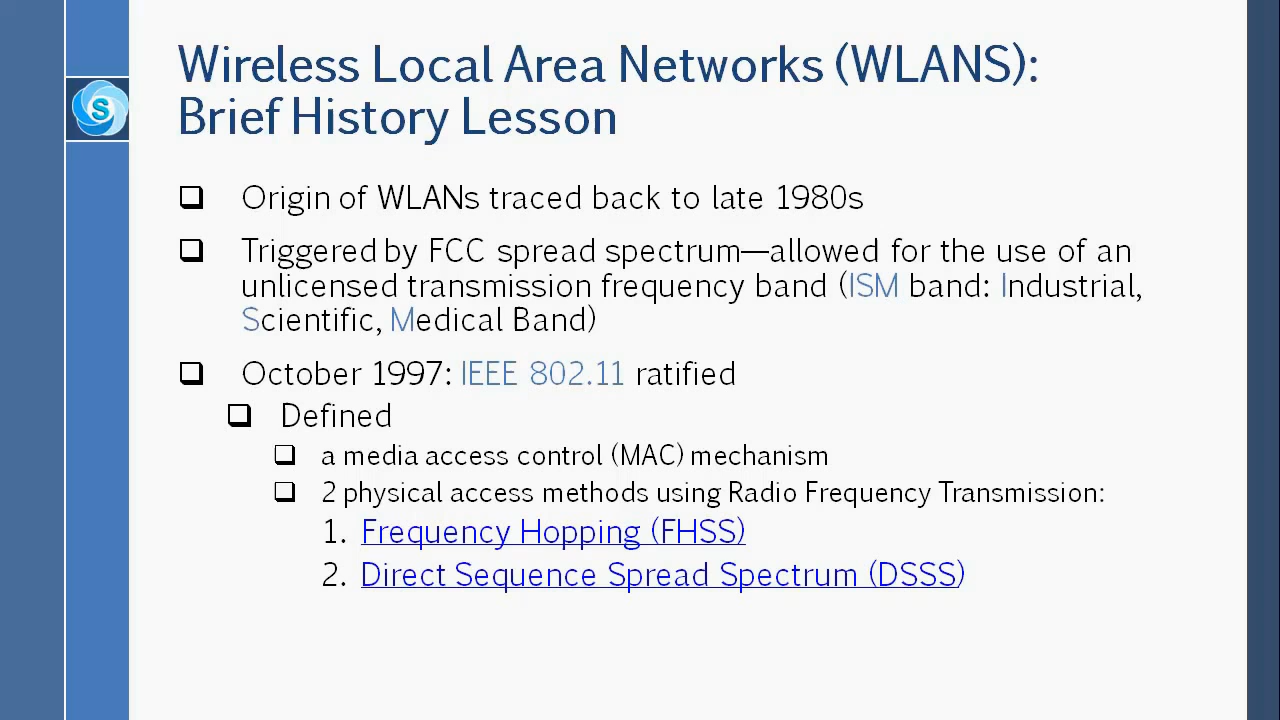 Wireless Local Area Networks (WLANS):
Brief History Lesson
S
Origin of WLANs traced back to late 1980s
Triggered by FCC spread spectrum—allowed for the use of an
unlicensed transmission frequency band (ISM band: Industrial,
Scientific, Medical Band)
October 1997: IEEE 802.11 ratified
Defined
a media access control (MAC) mechanism
2 physical access methods using Radio Frequency Transmission:
1. Frequency Hopping (FHSS)
2. Direct Sequence Spread Spectrum (DSSS)